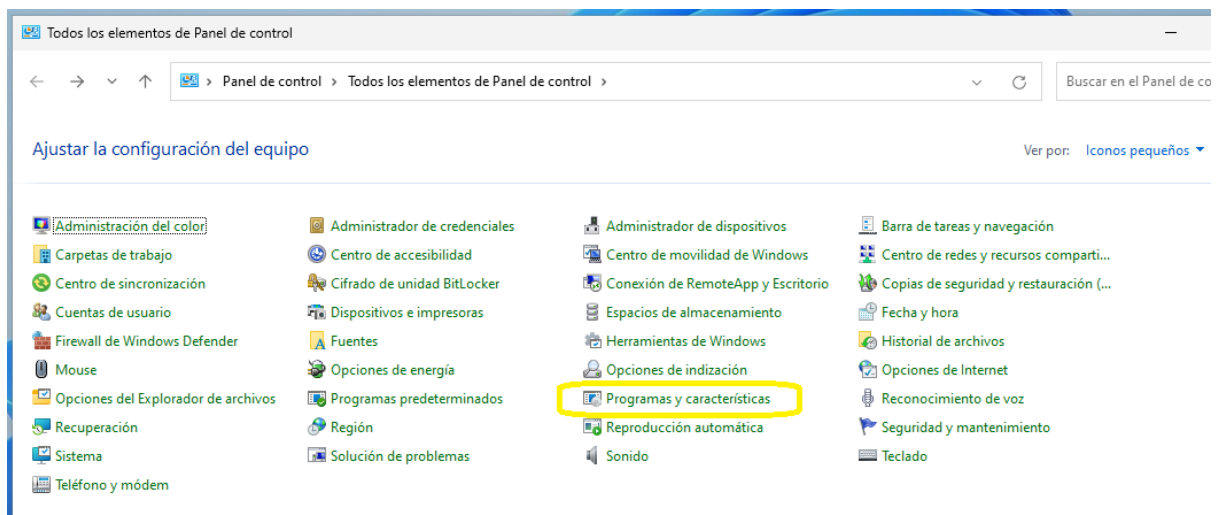 Todos los elementos de Panel de control
Panel de control > Todos los elementos de Panel de control >
Buscar en el Panel de co
Ajustar la configuración del equipo
Ver por: Iconos pequeños
Administración del color
Administrador de credenciales
Administrador de dispositivos
Barra de tareas y navegación
Carpetas de trabajo
Centro de accesibilidad
Centro de movilidad de Windows
Centro de redes y recursos comparti...
Centro de sincronización
Cifrado de unidad BitLocker
Conexión de RemoteApp y Escritorio
Copias de seguridad y restauración (...
Cuentas de usuario
Dispositivos e impresoras
Espacios de almacenamiento
Fecha y hora
Firewall de Windows Defender
Fuentes
Herramientas de Windows
Historial de archivos
Mouse
Opciones de energía
Opciones de indización
Opciones de Internet
Opciones del Explorador de archivos
Programas predeterminados
Programas y características
Reconocimiento de voz
Recuperación
Región
Reproducción automática
Seguridad y mantenimiento
Sistema
Solución de problemas
Sonido
Teclado
Teléfono y módem